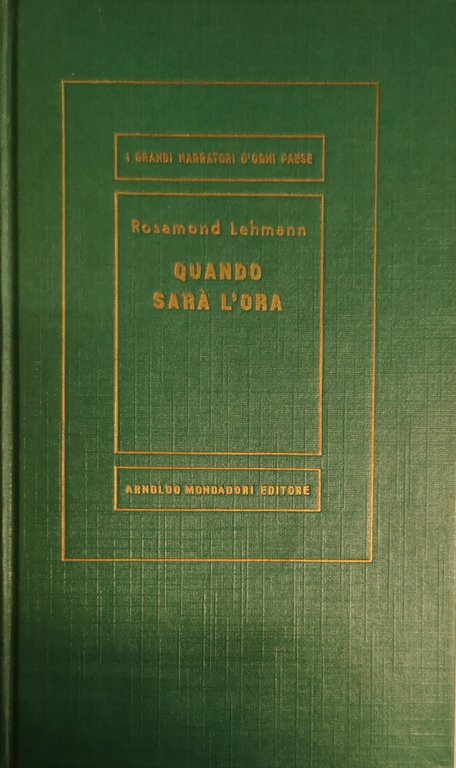 I GRANDI NARRATORI D'OGNI PAESE
Rosamond Lehmann
QUANDO
SARÀ L'ORA
ARNOLDO MONDADORI EDITORE